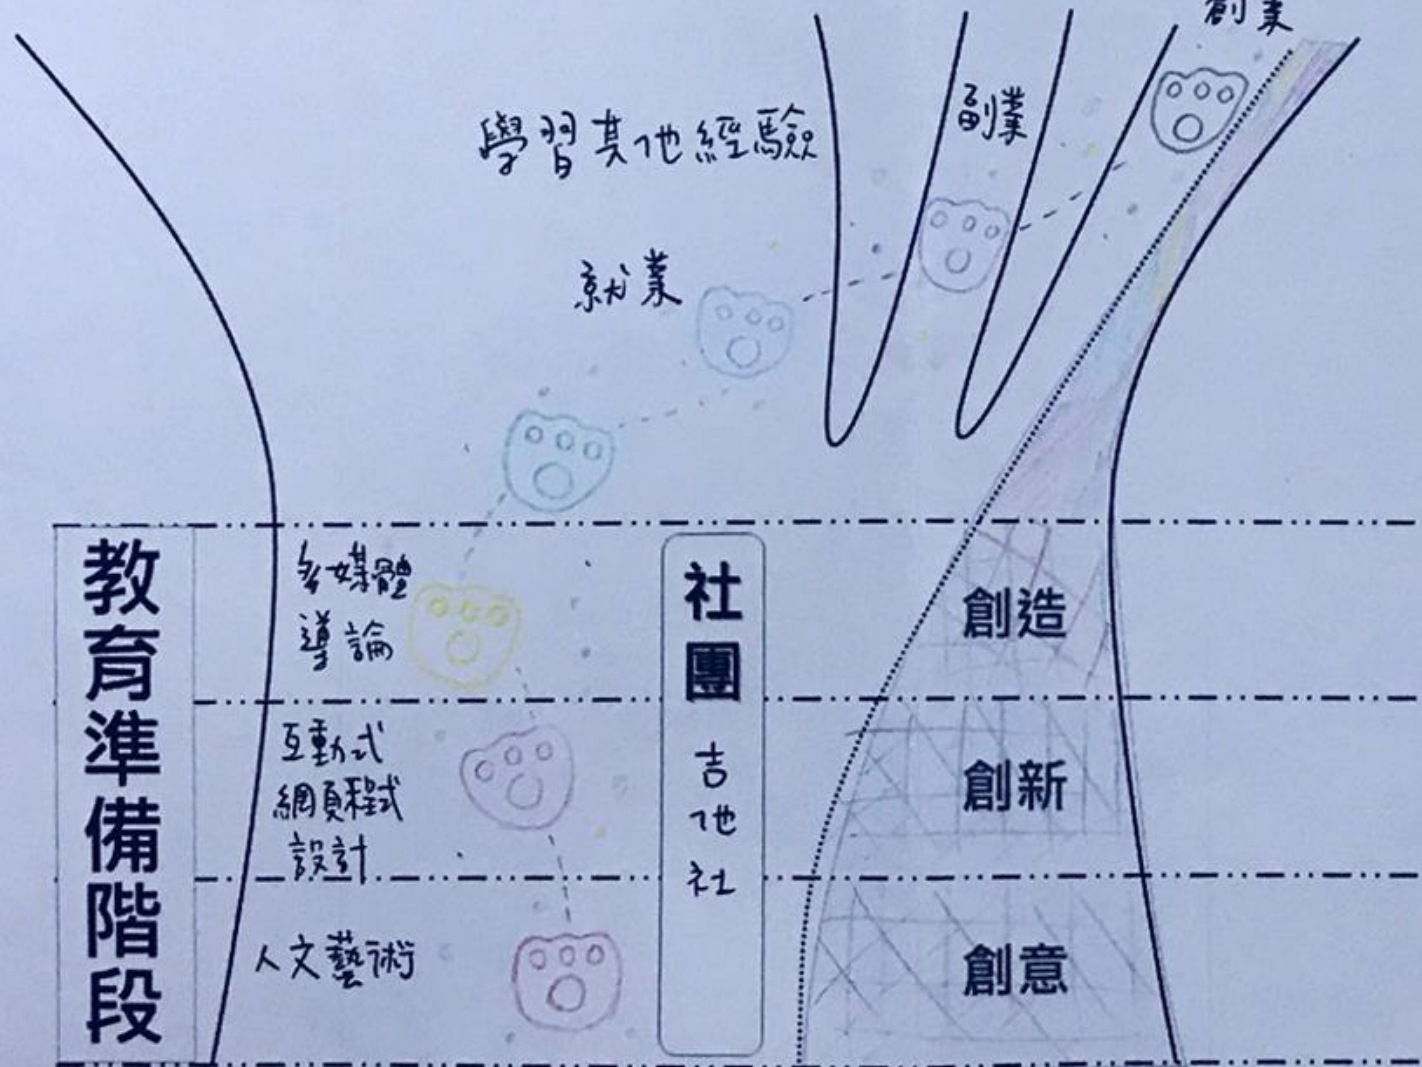 創業
副業
學習其他經驗
就業
教育準備階段
多媒體
導論
社團
吉他社
創造
互動式
網頁程式
設計
創新
人文藝術
創意